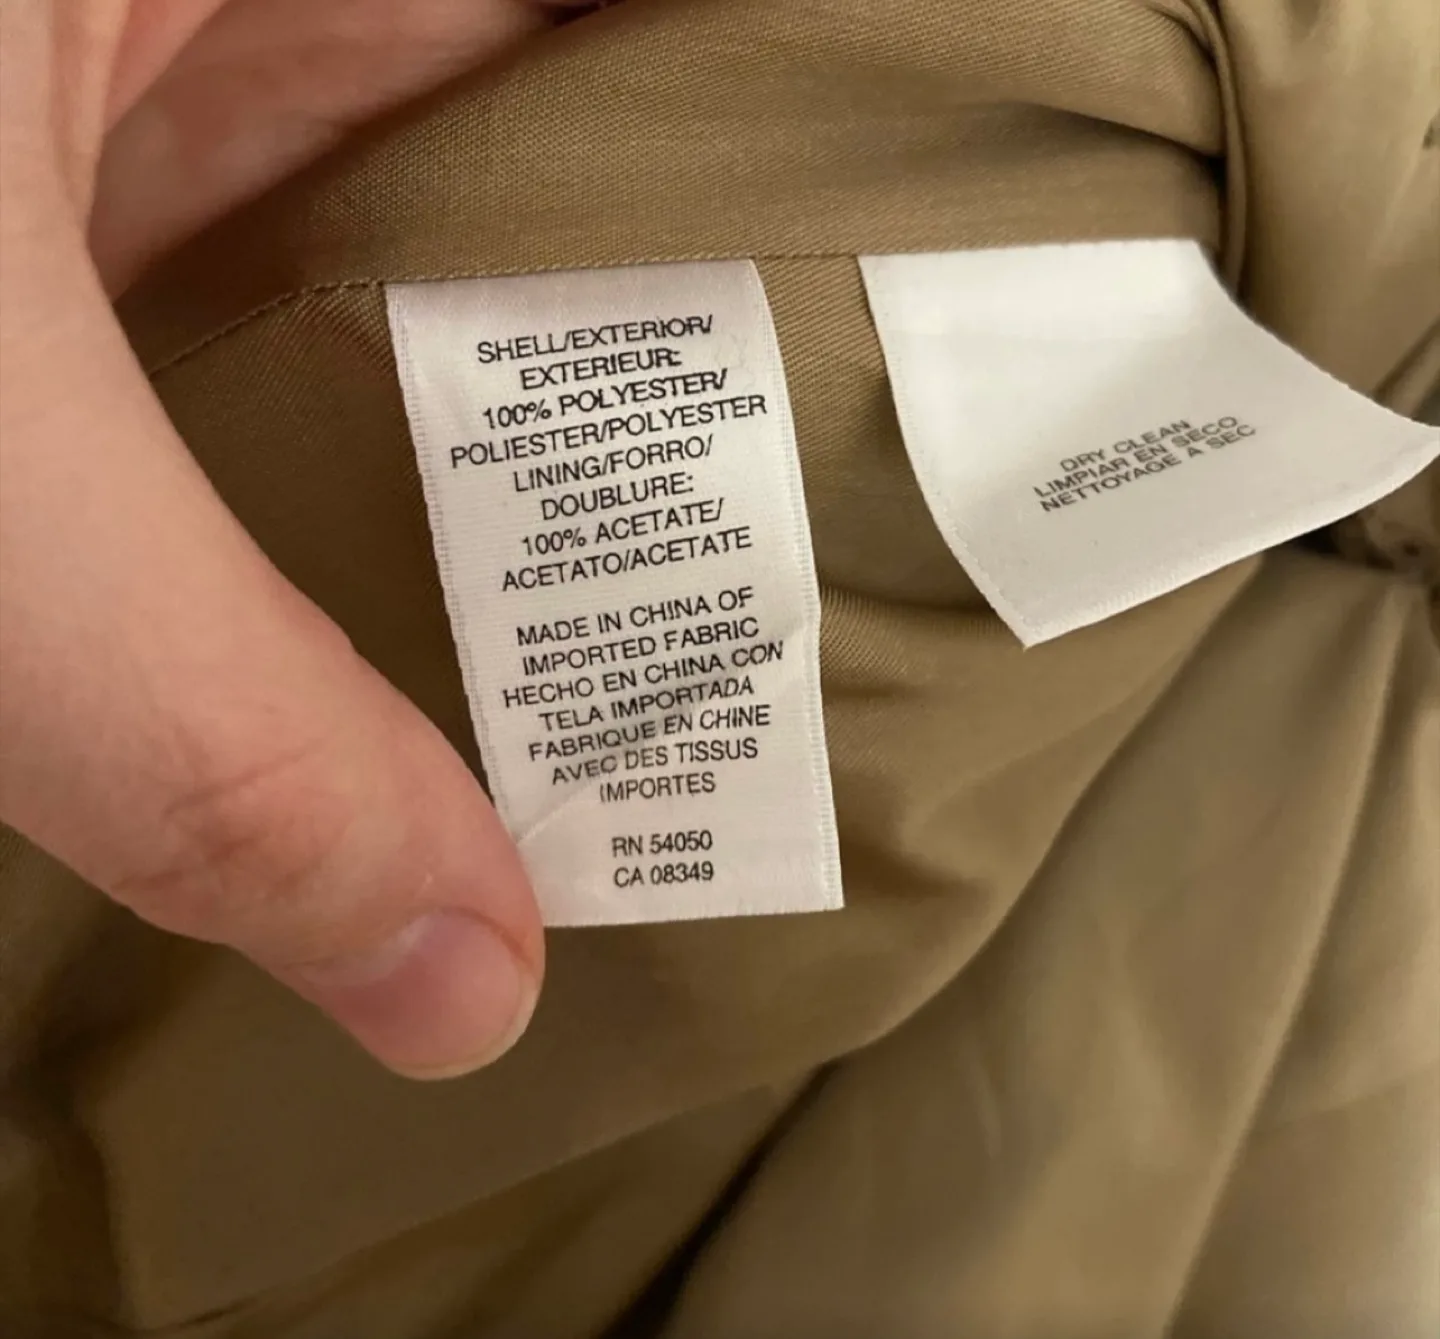 SHELL/EXTERIOR/
EXTERIEUR:
100% POLYESTER/
POLIESTER/POLYESTER
LINING/FORRO/
DOUBLURE:
100% ACETATE/
ACETATO/ACETATE
MADE IN CHINA OF
IMPORTED FABRIC
HECHO EN CHINA CON
TELA IMPORTADA
FABRIQUE EN CHINE
AVEC DES TISSUS
IMPORTES
RN 54050
CA 08349
DRY CLEAN
LIMPIAR EN SECO
NETTOYAGE A SEC